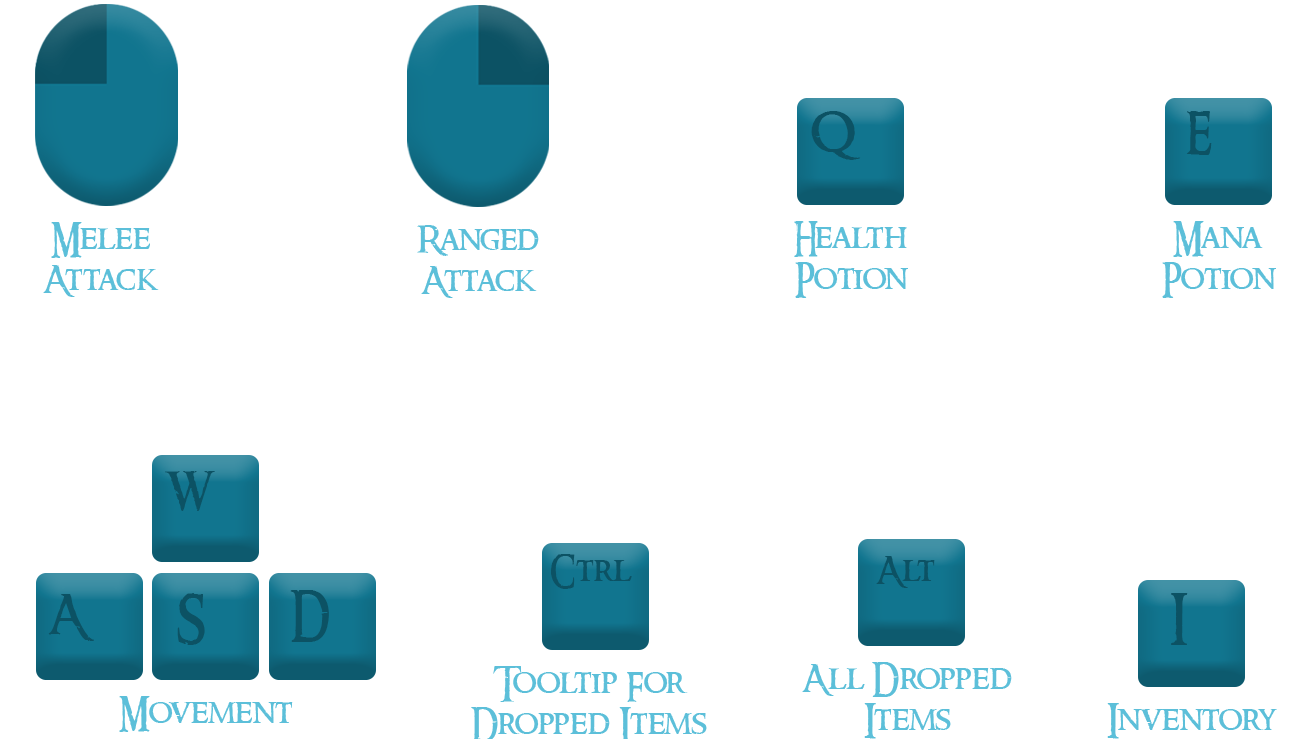 Melee
Attack
Ranged
Attack
Q
Health
Potion
E
Mana
Potion
W
A S D
Movement
Ctrl
Tooltip for
Dropped Items
Alt
All Dropped
Items
I
Inventory